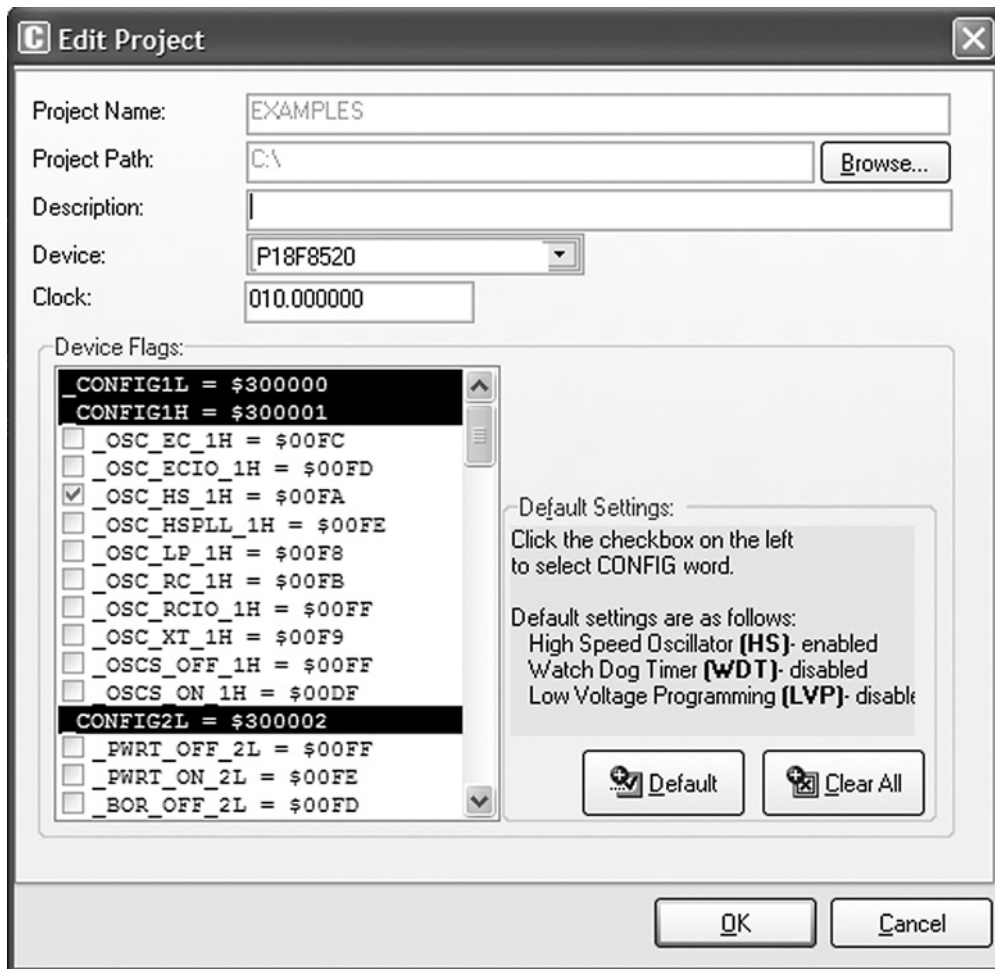 C Edit Project
Project Name: EXAMPLES
Project Path: C:\ Browse...
Description:
Device: P18F8520
Clock: 010.000000
Device Flags:
_CONFIG1L = $300000
_CONFIG1H = $300001
_OSC_EC_1H = $00FC
_OSC_ECIO_1H = $00FD
_OSC_HS_1H = $00FA
_OSC_HSPLL_1H = $00FE
_OSC_LP_1H = $00F8
_OSC_RC_1H = $00FB
_OSC_RCIO_1H = $00FF
_OSC_XT_1H = $00F9
_OSCS_OFF_1H = $00FF
_OSCS_ON_1H = $00DF
_CONFIG2L = $300002
_PWRT_OFF_2L = $00FF
_PWRT_ON_2L = $00FE
_BOR_OFF_2L = $00FD
Default Settings:
Click the checkbox on the left
to select CONFIG word.
Default settings are as follows:
High Speed Oscillator (HS)- enabled
Watch Dog Timer (WDT)- disabled
Low Voltage Programming (LVP)- disable
Default Clear All
OK Cancel